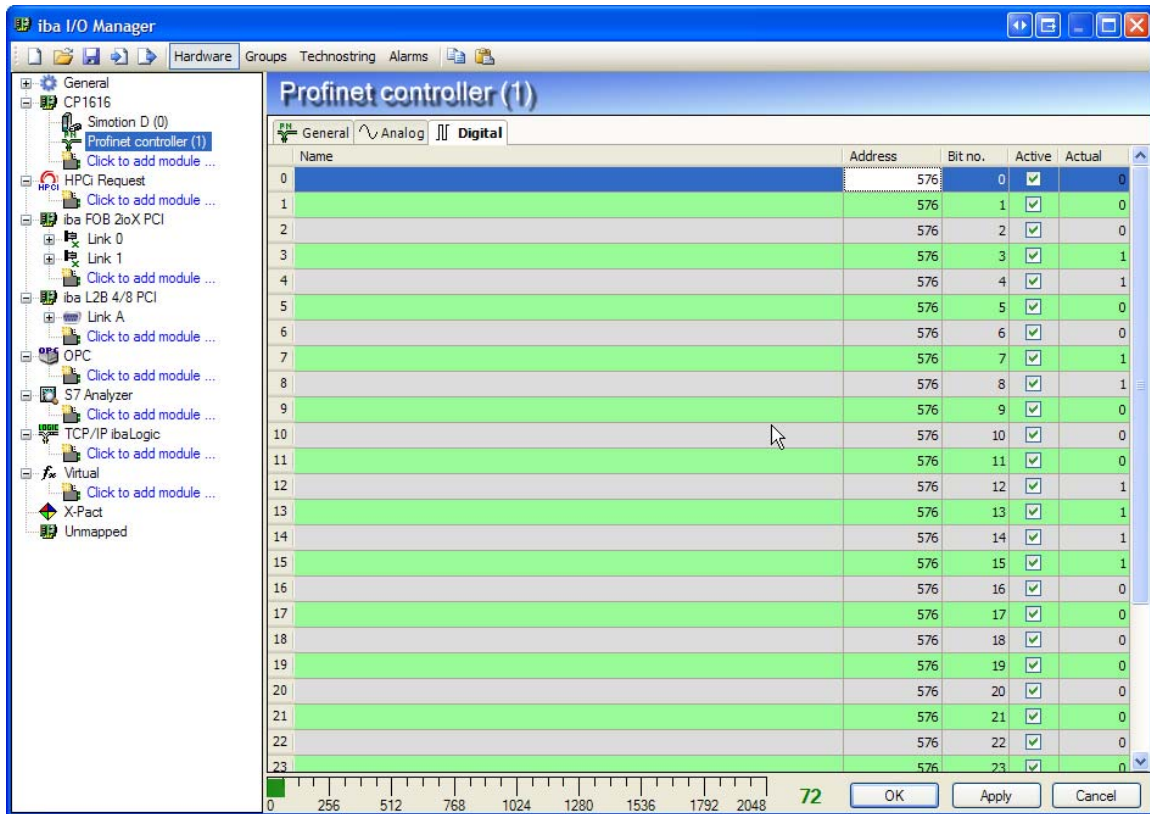 iba I/O Manager
Hardware Groups Technostring Alarms
General
CP1616
Simotion D (0)
Profinet controller (1)
Click to add module ...
HPCi Request
Click to add module ...
iba FOB 2ioX PCI
Link 0
Link 1
Click to add module ...
iba L2B 4/8 PCI
Link A
Click to add module ...
OPC
Click to add module ...
S7 Analyzer
Click to add module ...
TCP/IP ibaLogic
Click to add module ...
Virtual
Click to add module ...
X-Pact
Unmapped
Profinet controller (1)
General Analog Digital
Name Address Bit no. Active Actual
0 576 0 0
1 576 1 0
2 576 2 0
3 576 3 1
4 576 4 1
5 576 5 0
6 576 6 0
7 576 7 1
8 576 8 1
9 576 9 0
10 576 10 0
11 576 11 0
12 576 12 1
13 576 13 1
14 576 14 1
15 576 15 1
16 576 16 0
17 576 17 0
18 576 18 0
19 576 19 0
20 576 20 0
21 576 21 0
22 576 22 0
23 576 23 0
0 256 512 768 1024 1280 1536 1792 2048
72 OK Apply Cancel